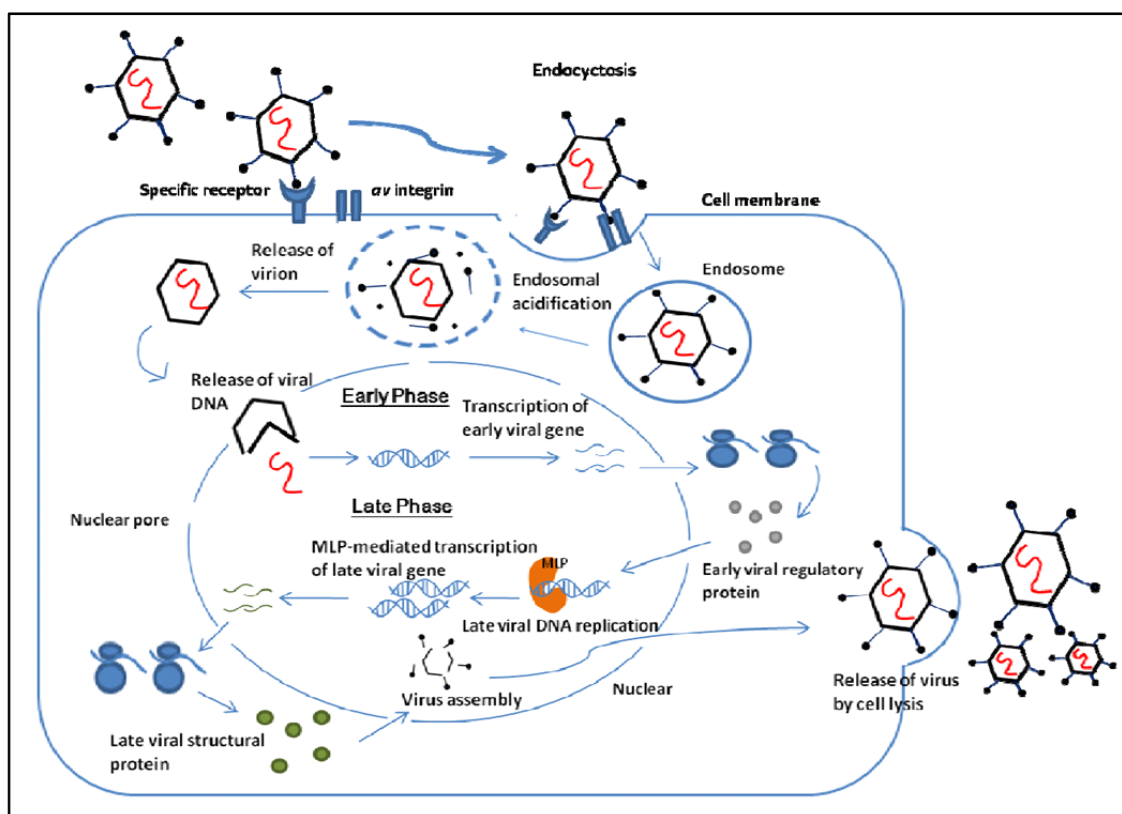 Endocyctosis
Specific receptor
αv integrin
Cell membrane
Release of
virion
Endosomal
acidification
Endosome
Release of viral
DNA
Early Phase
Transcription of
early viral gene
Nuclear pore
Late Phase
MLP-mediated transcription
of late viral gene
MLP
Early viral regulatory
protein
Late viral DNA replication
Virus assembly
Nuclear
Release of virus
by cell lysis
Late viral structural
protein